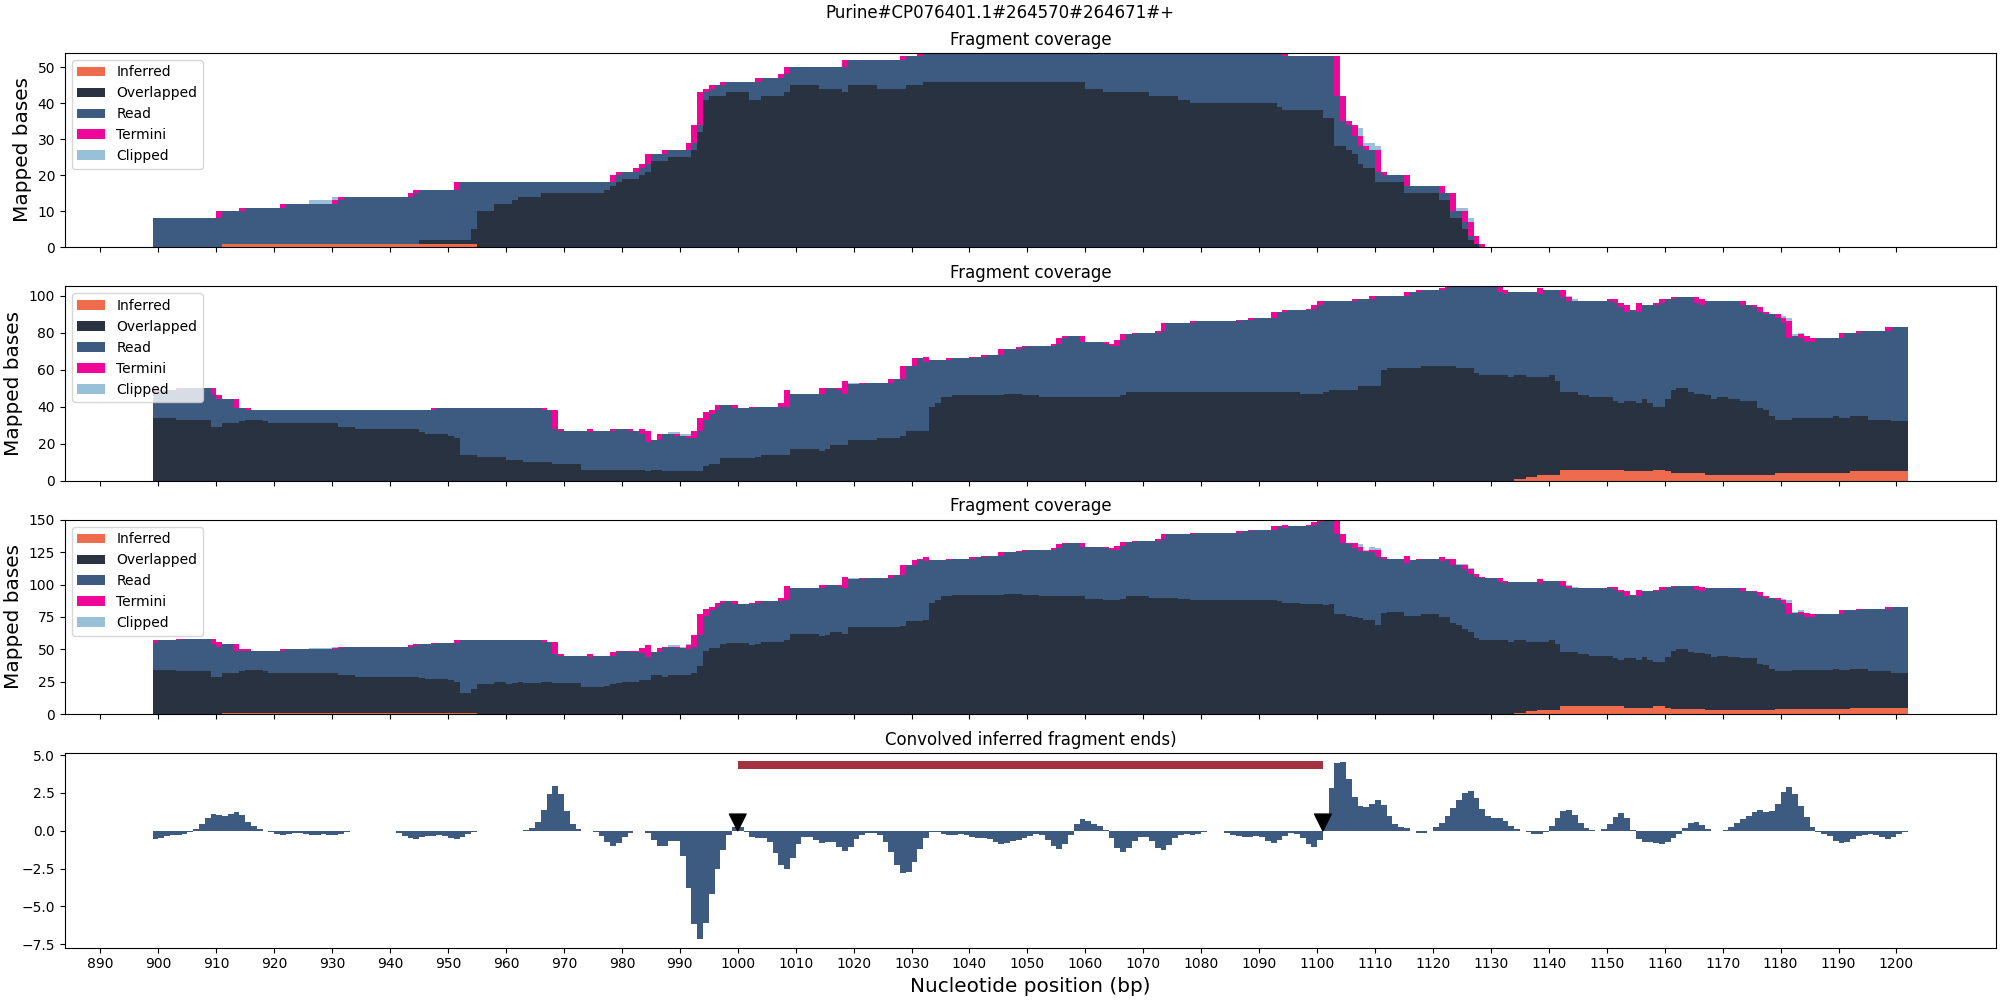 Purine#CP076401.1#264570#264671#+
Fragment coverage
Mapped bases
50
40
30
20
10
0
Inferred
Overlapped
Read
Termini
Clipped
Fragment coverage
Mapped bases
100
80
60
40
20
0
Inferred
Overlapped
Read
Termini
Clipped
Fragment coverage
Mapped bases
150
125
100
75
50
25
0
Inferred
Overlapped
Read
Termini
Clipped
Convolved inferred fragment ends)
5.0
2.5
0.0
−2.5
−5.0
−7.5
890 900 910 920 930 940 950 960 970 980 990 1000 1010 1020 1030 1040 1050 1060 1070 1080 1090 1100 1110 1120 1130 1140 1150 1160 1170 1180 1190 1200
Nucleotide position (bp)